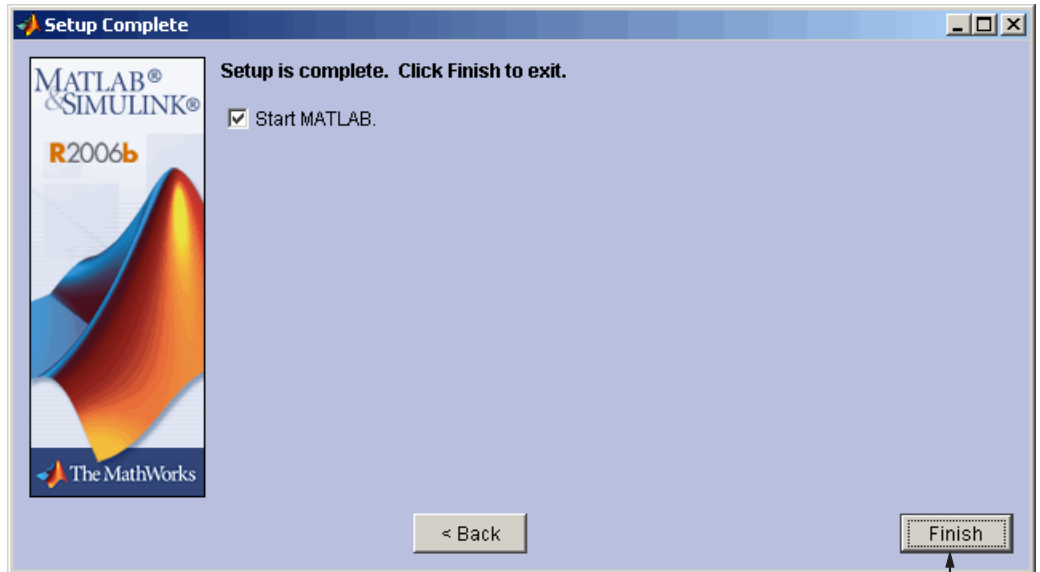 Setup Complete
MATLAB®
&SIMULINK®
R2006b
The MathWorks
Setup is complete. Click Finish to exit.
Start MATLAB.
< Back
Finish